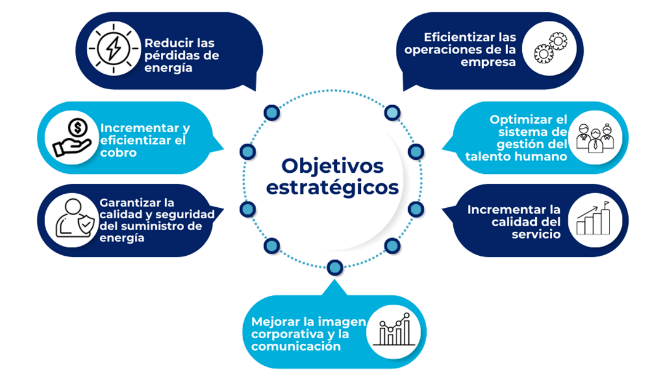 Reducir las
pérdidas de
energía
Eficientizar las
operaciones de la
empresa
Incrementar y
eficientizar el
cobro
$
Objetivos
estratégicos
Optimizar el
sistema de
gestión del
talento humano
Garantizar la
calidad y seguridad
del suministro de
energía
Incrementar la
calidad del
servicio
Mejorar la imagen
corporativa y la
comunicación